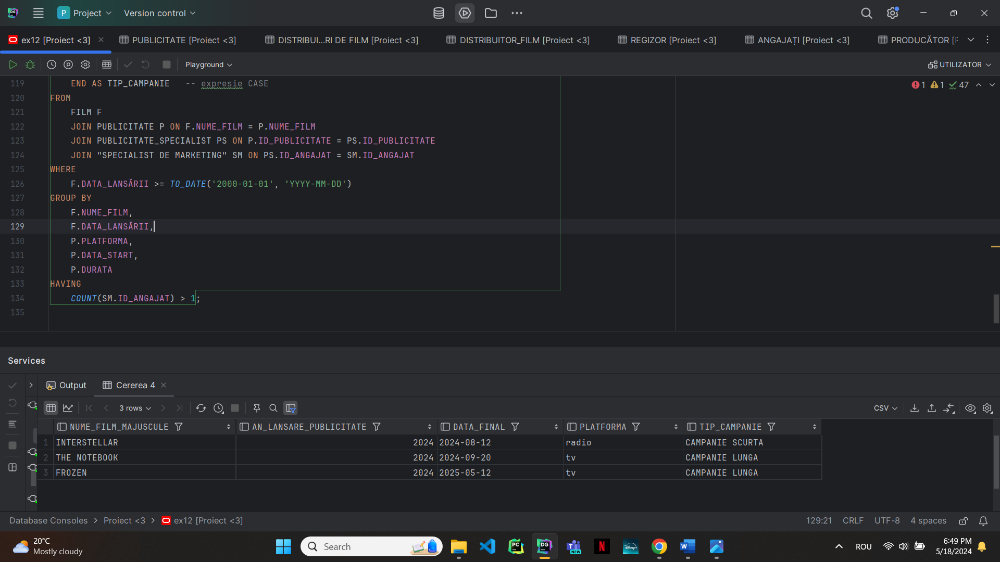 DG P Project Version control
ex12 [Proiect <3] PUBLICITATE [Proiect <3] DISTRIBUI...RI DE FILM [Proiect <3] DISTRIBUITOR_FILM [Proiect <3] REGIZOR [Proiect <3] ANGAJAȚI [Proiect <3] PRODUCĂTOR [P
Playground UTILIZATOR
1 1 47
119 END AS TIP_CAMPANIE -- expresie CASE
120 FROM
121 FILM F
122 JOIN PUBLICITATE P ON F.NUME_FILM = P.NUME_FILM
123 JOIN PUBLICITATE_SPECIALIST PS ON P.ID_PUBLICITATE = PS.ID_PUBLICITATE
124 JOIN "SPECIALIST DE MARKETING" SM ON PS.ID_ANGAJAT = SM.ID_ANGAJAT
125 WHERE
126 F.DATA_LANSĂRII >= TO_DATE('2000-01-01', 'YYYY-MM-DD')
127 GROUP BY
128 F.NUME_FILM,
129 F.DATA_LANSĂRII,
130 P.PLATFORMA,
131 P.DATA_START,
132 P.DURATA
133 HAVING
134 COUNT(SM.ID_ANGAJAT) > 1;
135
Services
Output Cererea 4
3 rows CSV
NUME_FILM_MAJUSCULE AN_LANSARE_PUBLICITATE DATA_FINAL PLATFORMA TIP_CAMPANIE
1 INTERSTELLAR 2024 2024-08-12 radio CAMPANIE SCURTA
2 THE NOTEBOOK 2024 2024-09-20 tv CAMPANIE LUNGA
3 FROZEN 2024 2025-05-12 tv CAMPANIE LUNGA
Database Consoles > Proiect <3 > ex12 [Proiect <3] 129:21 CRLF UTF-8 4 spaces
20°C
Mostly cloudy
Search
PC DG NEW N Disney+ W
ROU
6:49 PM
5/18/2024